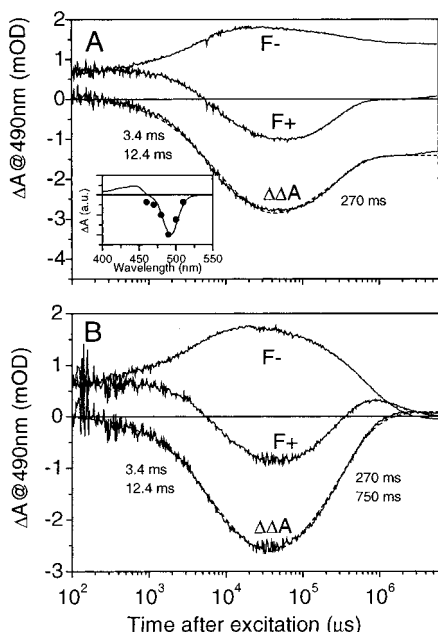 A
ΔA@490nm (mOD)
2
1
0
-1
-2
-3
-4
F-
F+
ΔΔA
3.4 ms
12.4 ms
270 ms
ΔA (a.u.)
400 450 500 550
Wavelength (nm)
B
ΔA@490nm (mOD)
2
1
0
-1
-2
-3
F-
F+
ΔΔA
3.4 ms
12.4 ms
270 ms
750 ms
10² 10³ 10⁴ 10⁵ 10⁶
Time after excitation (μs)